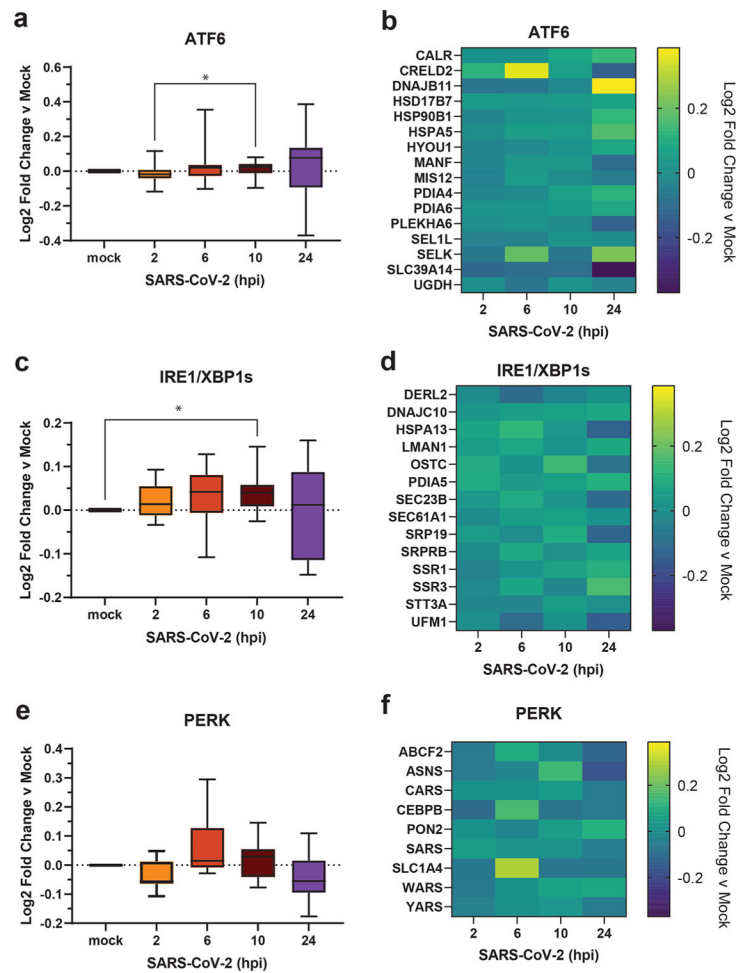 a
ATF6
Log2 Fold Change v Mock
0.6
0.4
0.2
0.0
-0.2
-0.4
*
mock 2 6 10 24
SARS-CoV-2 (hpi)
b
ATF6
CALR
CRELD2
DNAJB11
HSD17B7
HSP90B1
HSPA5
HYOU1
MANF
MIS12
PDIA4
PDIA6
PLEKHA6
SEL1L
SELK
SLC39A14
UGDH
2 6 10 24
SARS-CoV-2 (hpi)
0.2
0
-0.2
Log2 Fold Change v Mock
c
IRE1/XBP1s
Log2 Fold Change v Mock
0.2
0.1
0.0
-0.1
-0.2
*
mock 2 6 10 24
SARS-CoV-2 (hpi)
d
IRE1/XBP1s
DERL2
DNAJC10
HSPA13
LMAN1
OSTC
PDIA5
SEC23B
SEC61A1
SRP19
SRPRB
SSR1
SSR3
STT3A
UFM1
2 6 10 24
SARS-CoV-2 (hpi)
0.2
0
-0.2
Log2 Fold Change v Mock
e
PERK
Log2 Fold Change v Mock
0.4
0.3
0.2
0.1
0.0
-0.1
-0.2
mock 2 6 10 24
SARS-CoV-2 (hpi)
f
PERK
ABCF2
ASNS
CARS
CEBPB
PON2
SARS
SLC1A4
WARS
YARS
2 6 10 24
SARS-CoV-2 (hpi)
0.2
0
-0.2
Log2 Fold Change v Mock